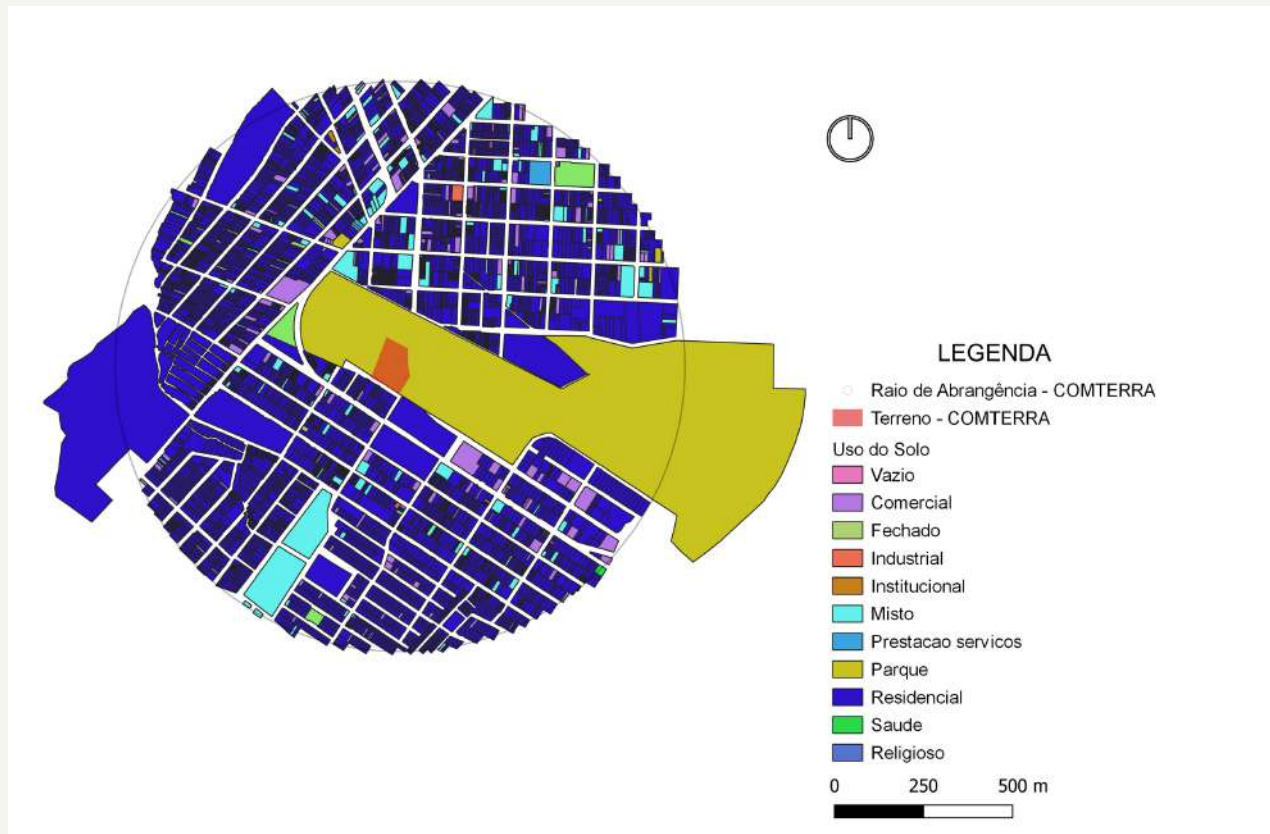 LEGENDA
Raio de Abrangência - COMTERRA
Terreno - COMTERRA
Uso do Solo
Vazio
Comercial
Fechado
Industrial
Institucional
Misto
Prestacao servicos
Parque
Residencial
Saude
Religioso
0 250 500 m